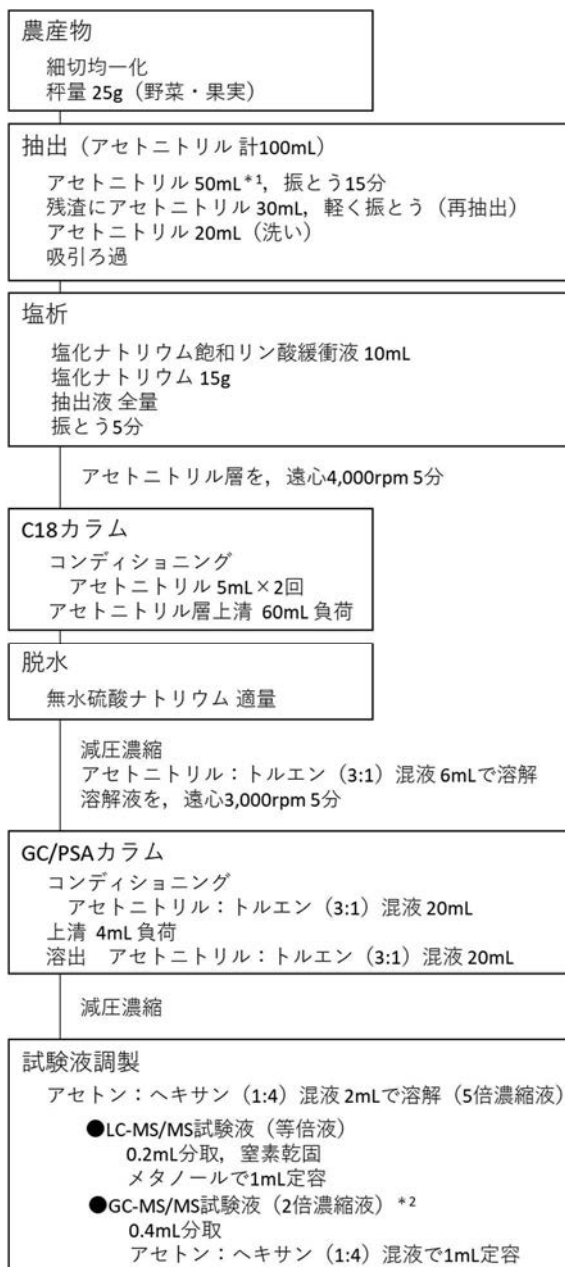 農産物
細切均一化
秤量 25g（野菜・果実）
抽出（アセトニトリル 計100mL）
アセトニトリル 50mL*1，振とう15分
残渣にアセトニトリル 30mL，軽く振とう（再抽出）
アセトニトリル 20mL（洗い）
吸引ろ過
塩析
塩化ナトリウム飽和リン酸緩衝液 10mL
塩化ナトリウム 15g
抽出液 全量
振とう5分
アセトニトリル層を，遠心4,000rpm 5分
C18カラム
コンディショニング
アセトニトリル 5mL×2回
アセトニトリル層上清 60mL 負荷
脱水
無水硫酸ナトリウム 適量
減圧濃縮
アセトニトリル：トルエン（3:1）混液 6mLで溶解
溶解液を，遠心3,000rpm 5分
GC/PSAカラム
コンディショニング
アセトニトリル：トルエン（3:1）混液 20mL
上清 4mL 負荷
溶出　アセトニトリル：トルエン（3:1）混液 20mL
減圧濃縮
試験液調製
アセトン：ヘキサン（1:4）混液 2mLで溶解（5倍濃縮液）
●LC-MS/MS試験液（等倍液）
0.2mL分取，窒素乾固
メタノールで1mL定容
●GC-MS/MS試験液（2倍濃縮液）*2
0.4mL分取
アセトン：ヘキサン（1:4）混液で1mL定容